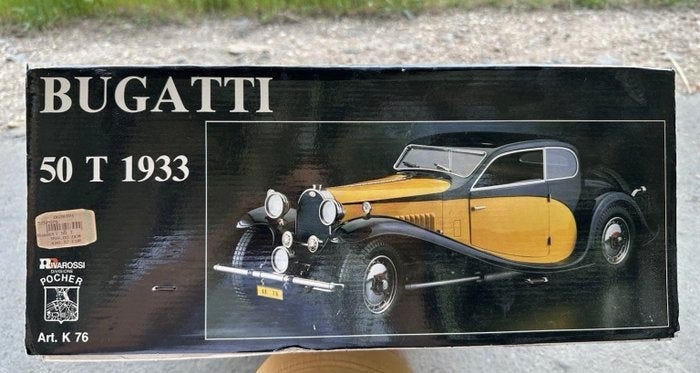 BUGATTI
50 T 1933
RIVAROSSI
DIVISIONE
POCHER
Art. K 76